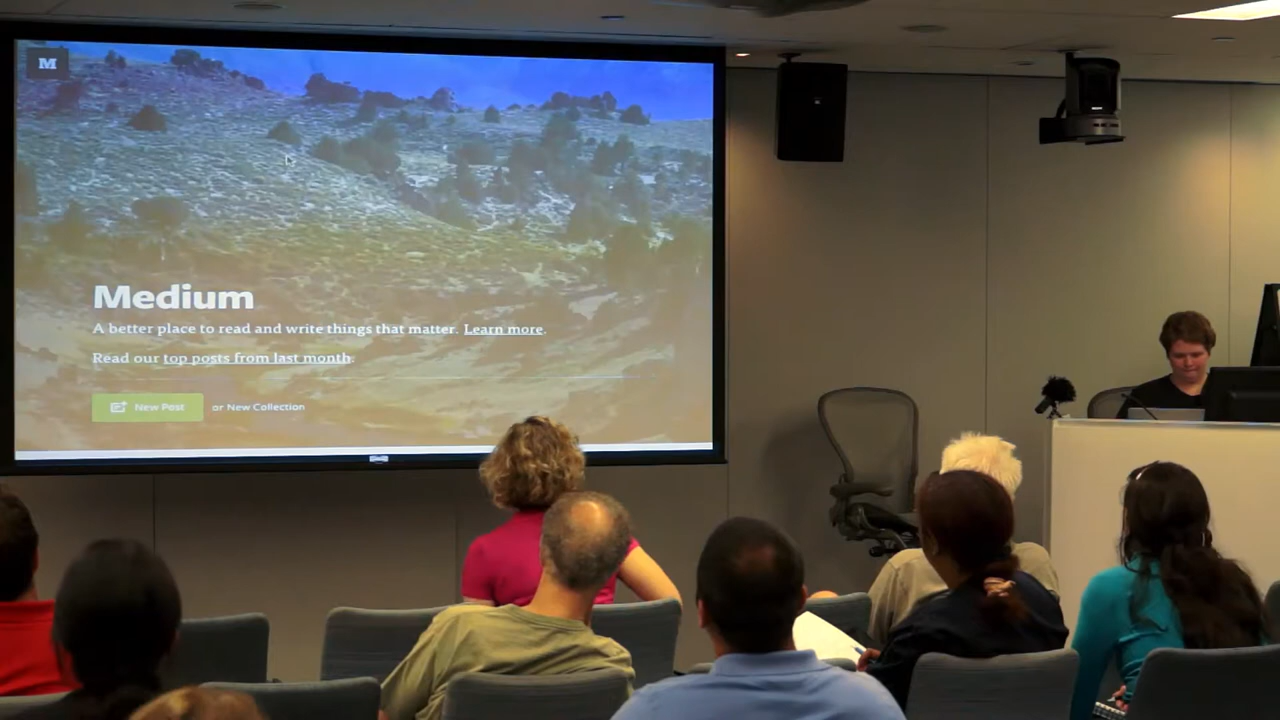 M
Medium
A better place to read and write things that matter. Learn more.
Read our top posts from last month.
New Post or New Collection